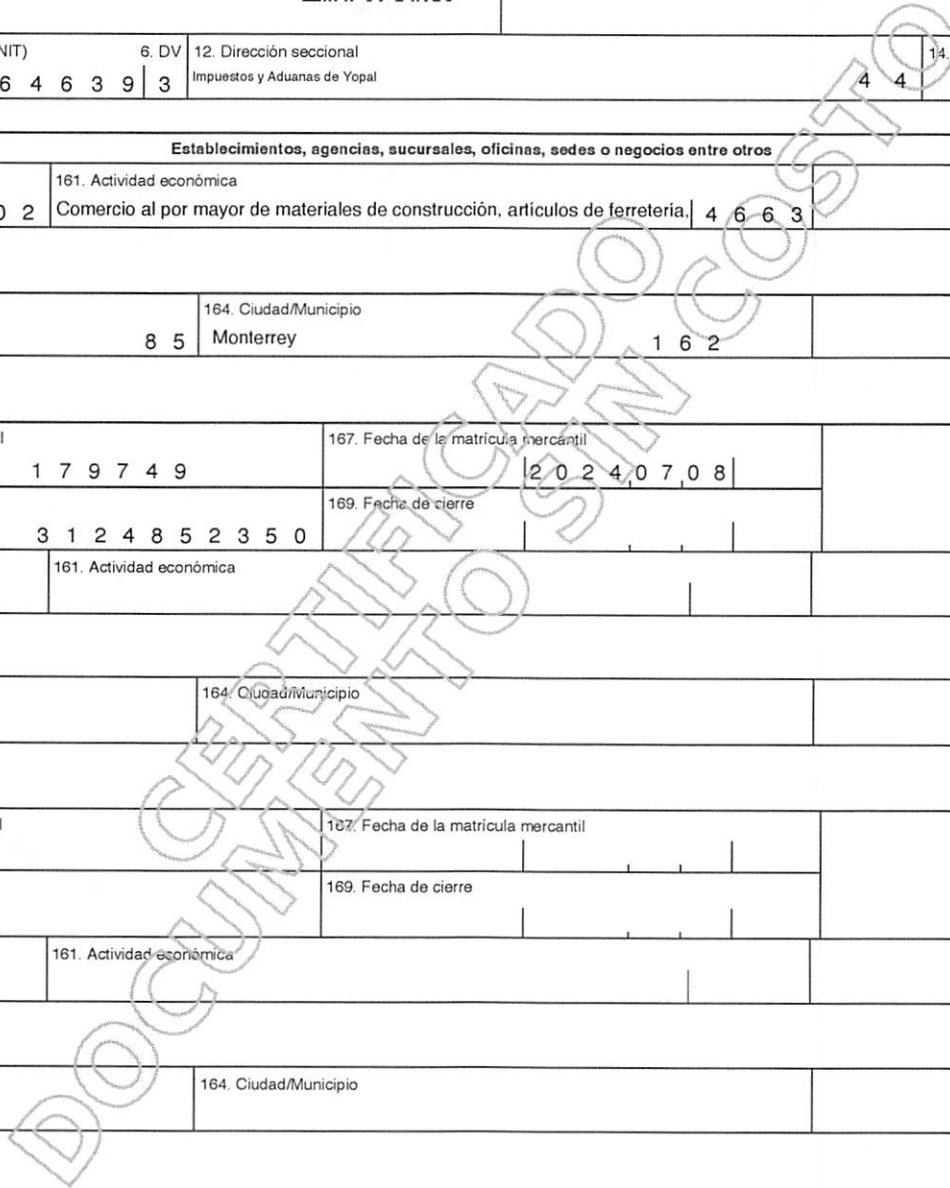 NIT) 6. DV 12. Dirección seccional 14.
6 4 6 3 9 3 Impuestos y Aduanas de Yopal 4 4
Establecimientos, agencias, sucursales, oficinas, sedes o negocios entre otros
161. Actividad económica
0 2 Comercio al por mayor de materiales de construcción, artículos de ferretería, 4 6 6 3
164. Ciudad/Municipio
8 5 Monterrey 1 6 2
167. Fecha de la matrícula mercantil
1 7 9 7 4 9 2 0 2 4 0 7 0 8
169. Fecha de cierre
3 1 2 4 8 5 2 3 5 0
161. Actividad económica
164. Ciudad/Municipio
167. Fecha de la matrícula mercantil
169. Fecha de cierre
161. Actividad económica
164. Ciudad/Municipio
CERTIFICADO
DOCUMENTO SIN COSTO